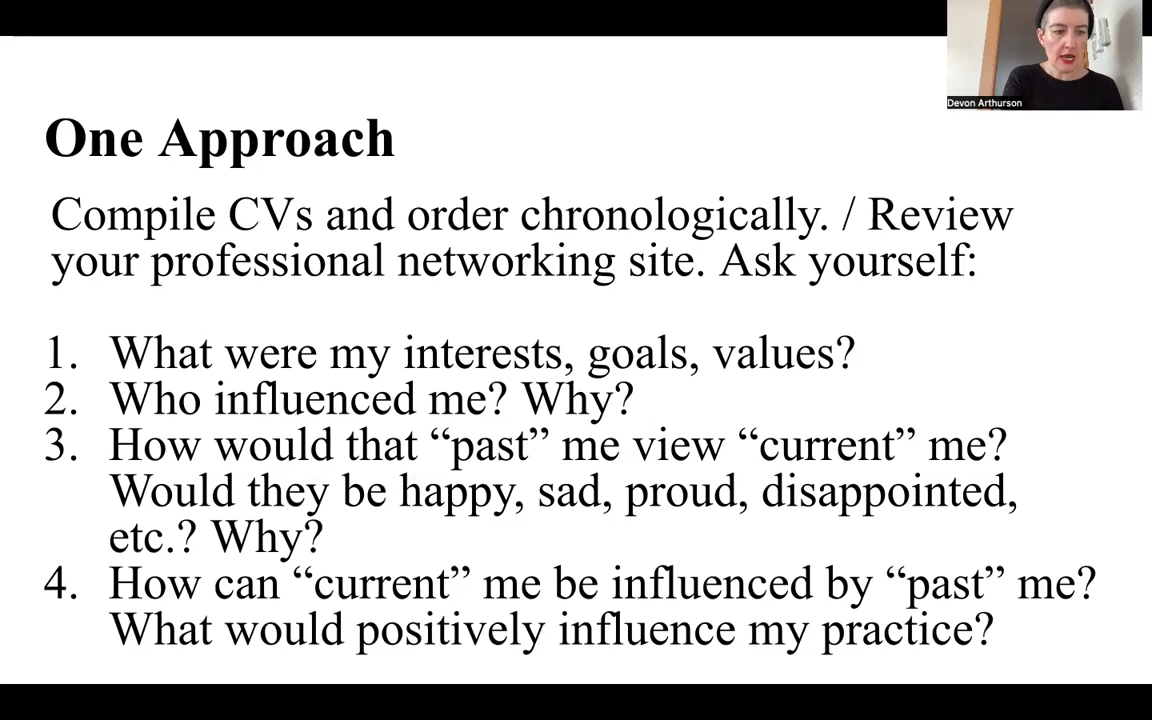 Devon Arthurson
One Approach
Compile CVs and order chronologically. / Review
your professional networking site. Ask yourself:
1. What were my interests, goals, values?
2. Who influenced me? Why?
3. How would that “past” me view “current” me?
Would they be happy, sad, proud, disappointed,
etc.? Why?
4. How can “current” me be influenced by “past” me?
What would positively influence my practice?